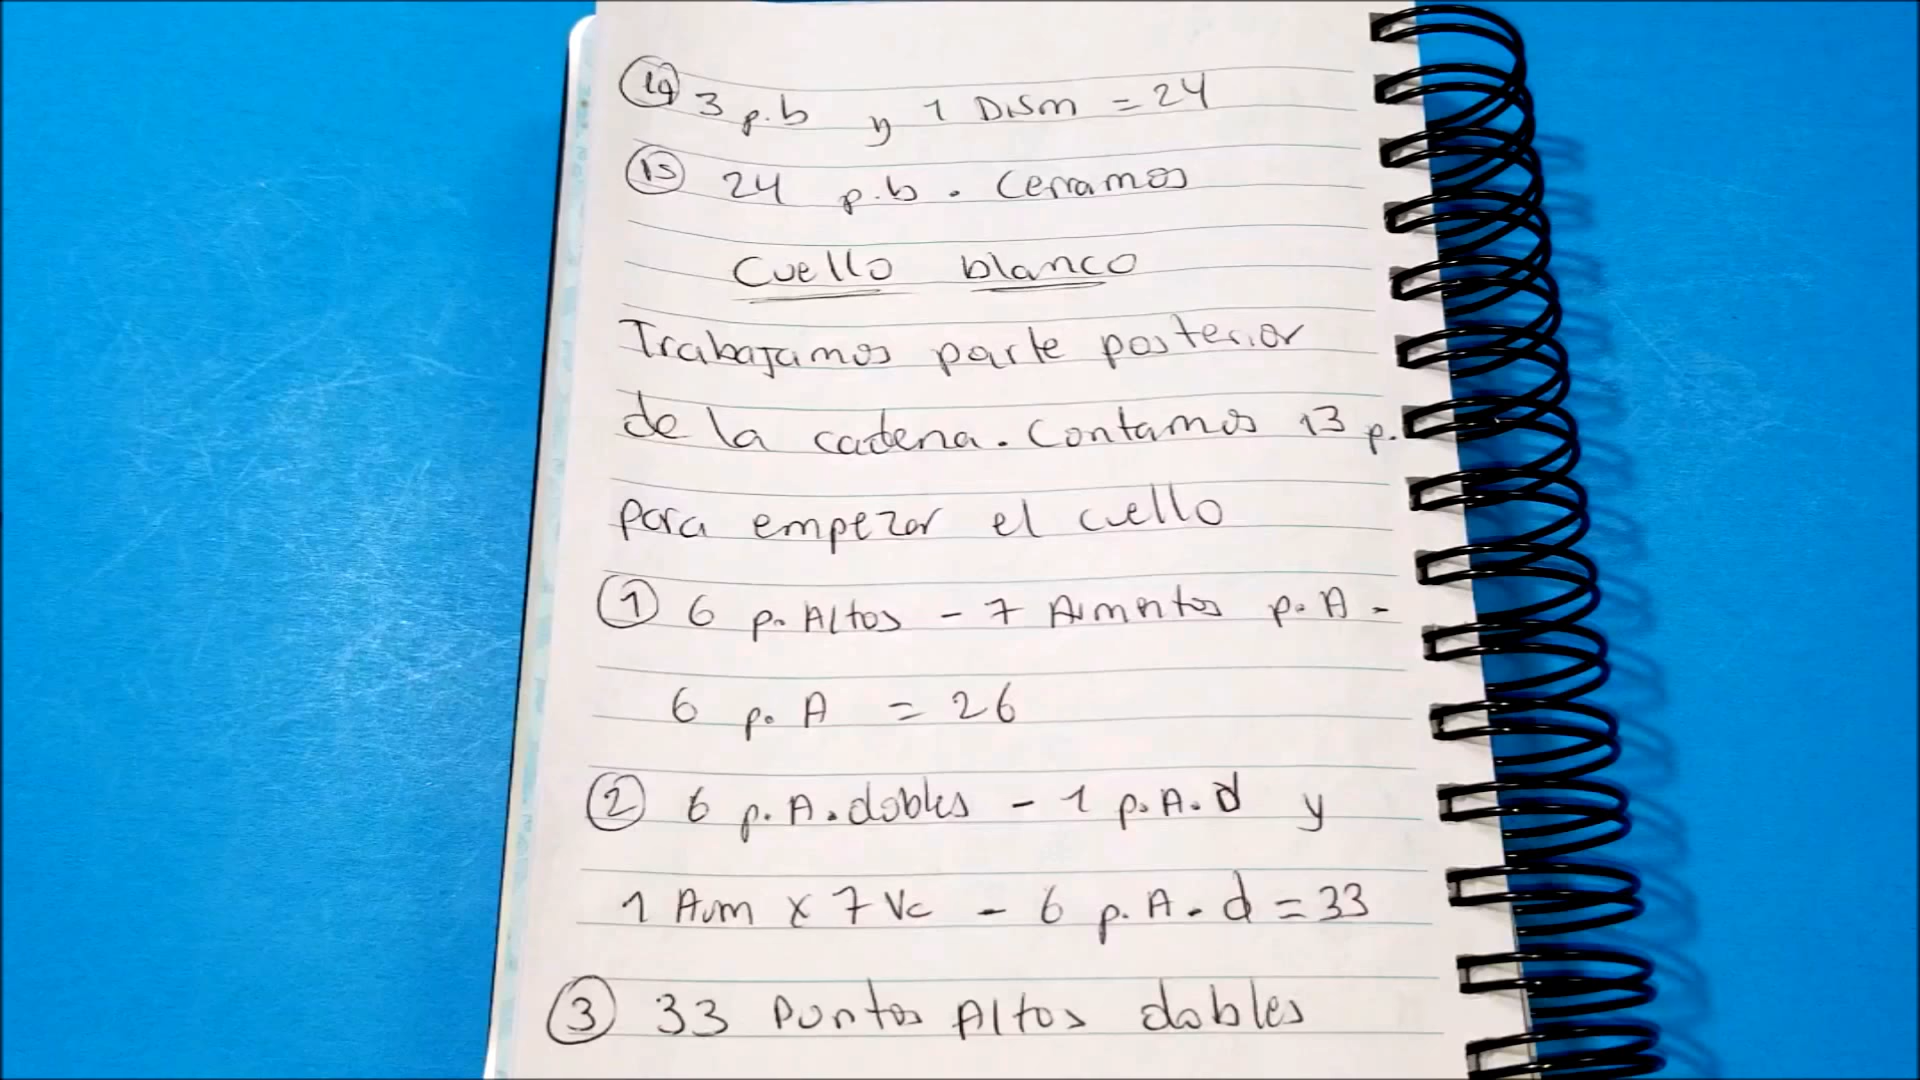 14 3 p.b y 1 Dism = 24
15 24 p.b. Cerramos
Cuello blanco
Trabajamos parte posterior
de la cadena. Contamos 13 p.
para empezar el cuello
1 6 p. Altos - 7 Aumntos p. A -
6 p. A = 26
2 6 p. A. dobles - 1 p. A. d y
1 Aum x 7 Vc - 6 p. A. d = 33
3 33 Puntos Altos dobles